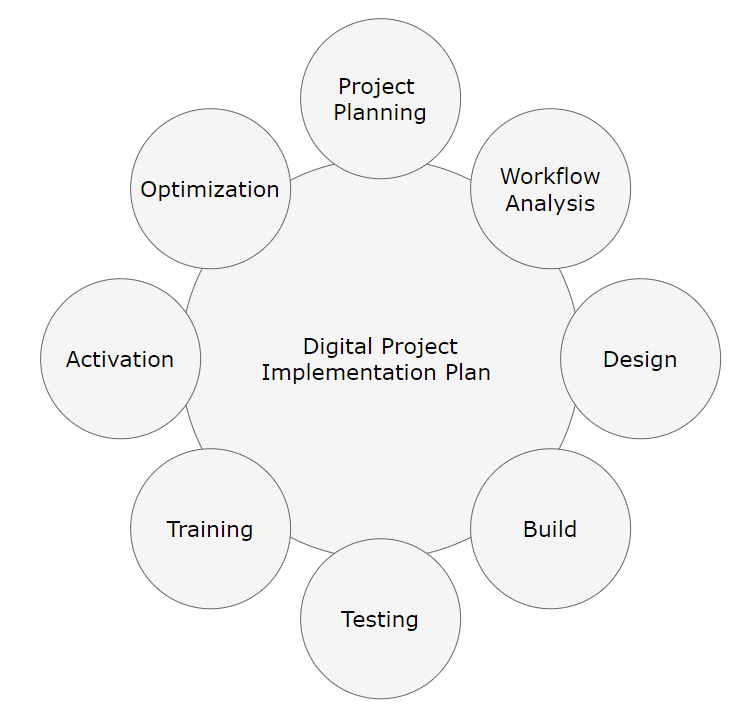 Project
Planning
Workflow
Analysis
Optimization
Digital Project
Implementation Plan
Activation
Design
Training
Build
Testing